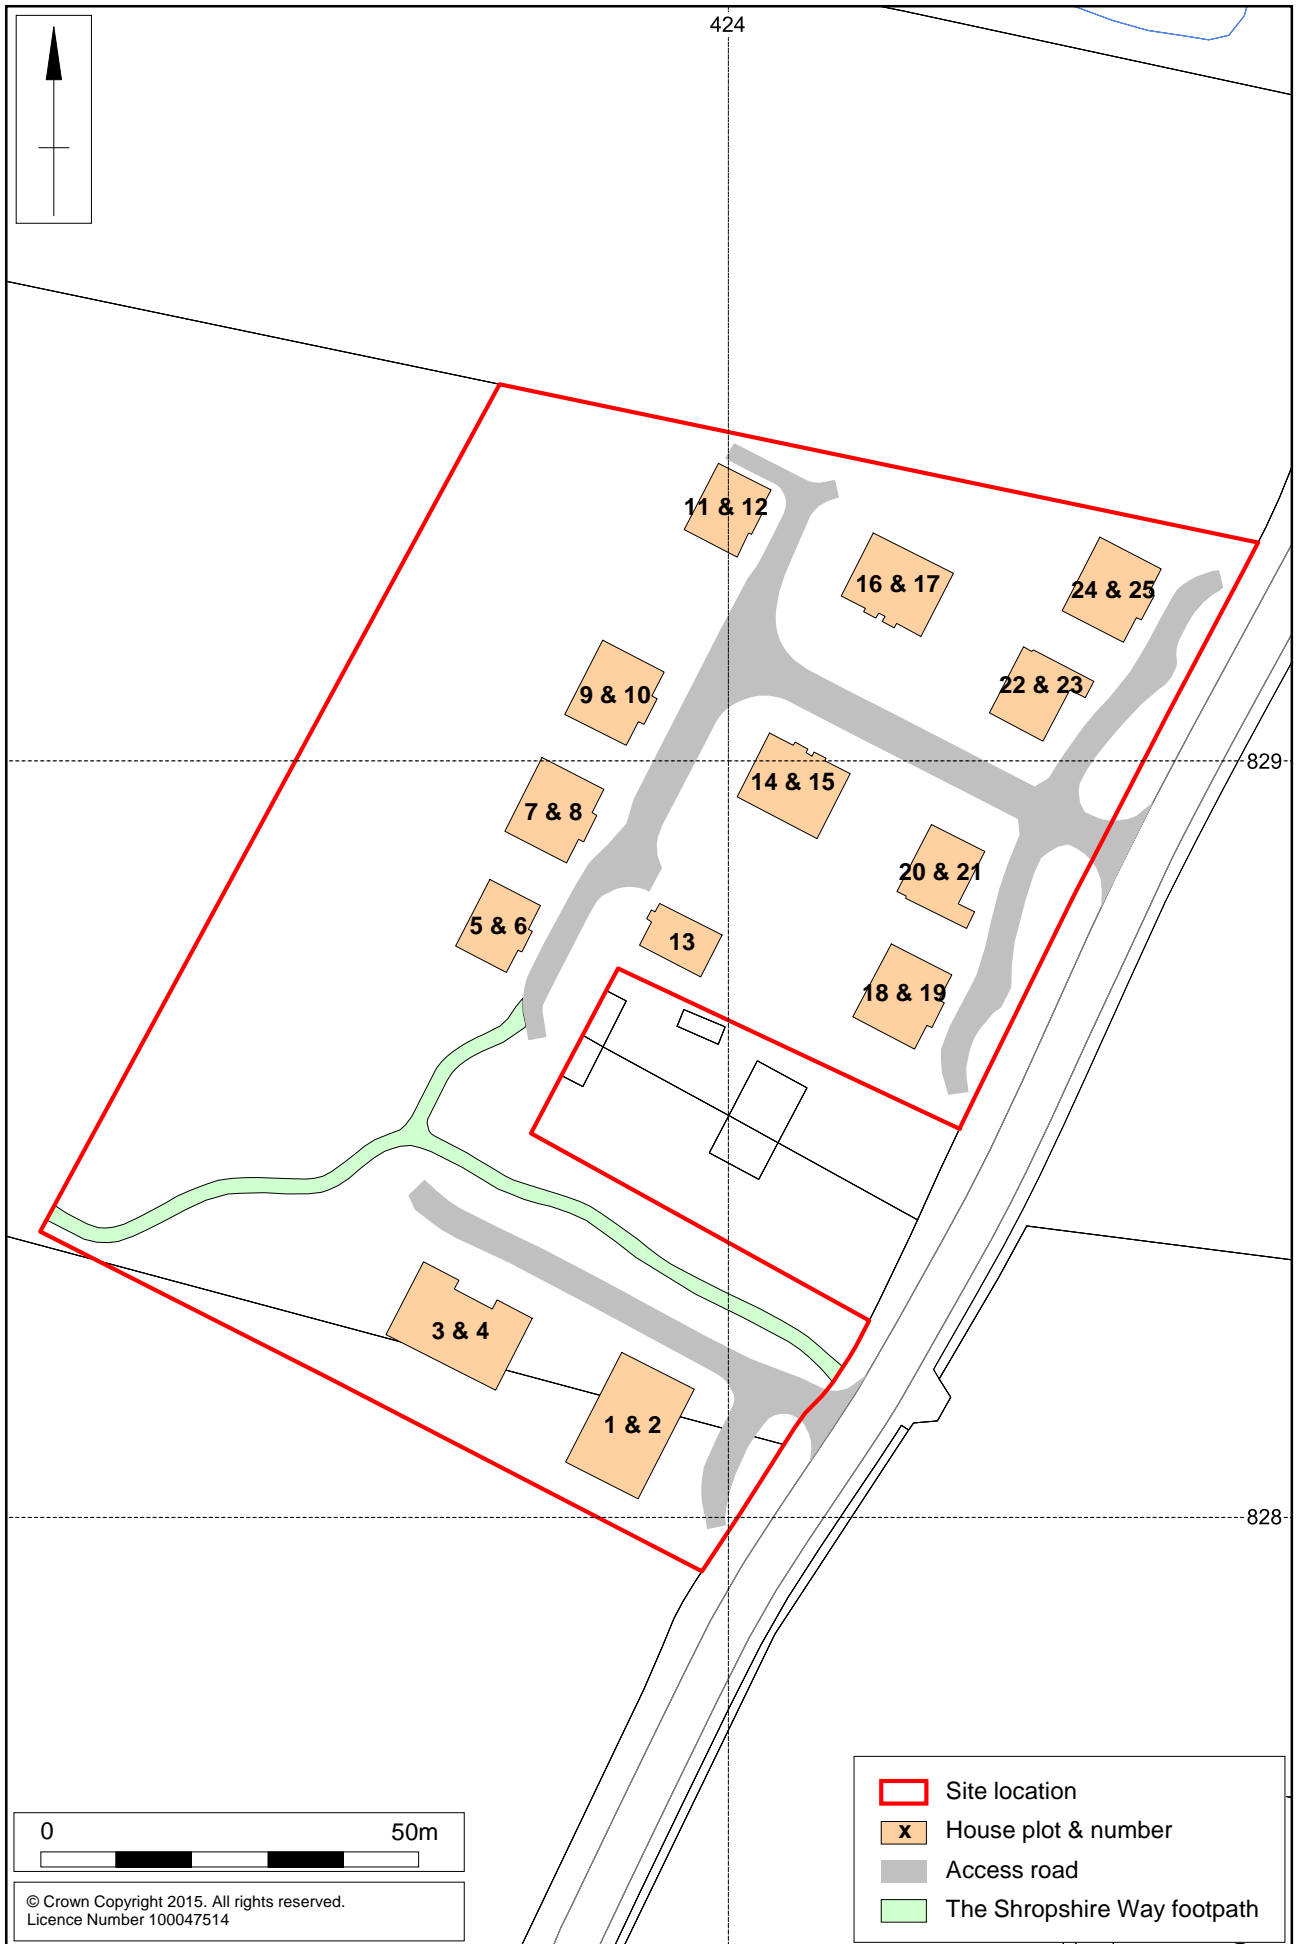 424
11 & 12
16 & 17
24 & 25
22 & 23
9 & 10
829
14 & 15
7 & 8
20 & 21
5 & 6
13
18 & 19
3 & 4
1 & 2
828
0 50m
© Crown Copyright 2015. All rights reserved.
Licence Number 100047514
Site location
x House plot & number
Access road
The Shropshire Way footpath